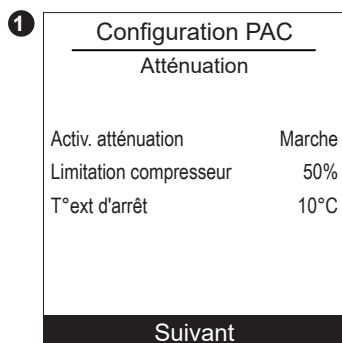 1
Configuration PAC
Atténuation
Activ. atténuation Marche
Limitation compresseur 50%
T°ext d'arrêt 10°C
Suivant